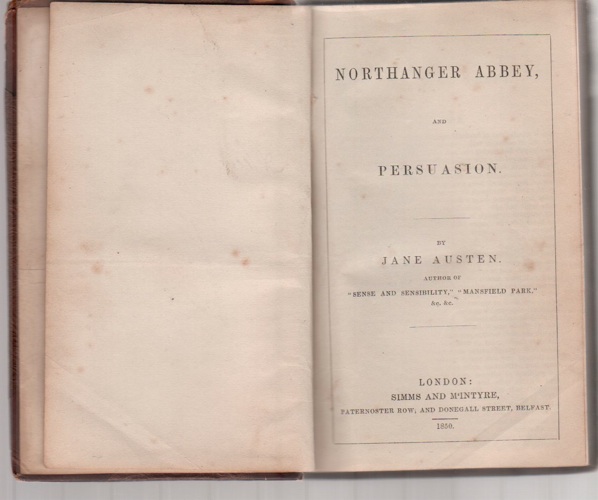 NORTHANGER ABBEY,
AND
PERSUASION.
BY
JANE AUSTEN.
AUTHOR OF
"SENSE AND SENSIBILITY," "MANSFIELD PARK,"
&c. &c.
LONDON:
SIMMS AND M'INTYRE,
PATERNOSTER ROW; AND DONEGALL STREET, BELFAST.
1850.